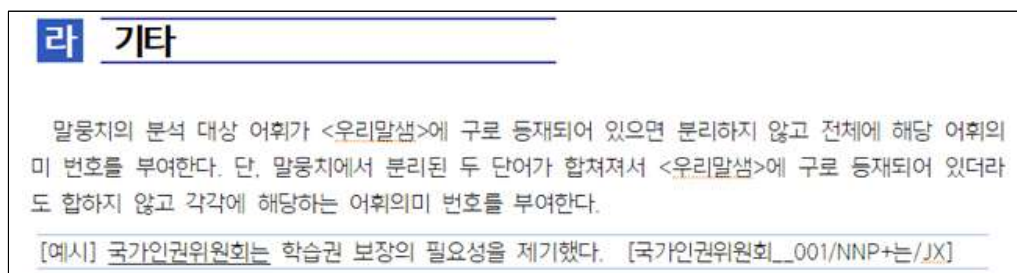 라 기타
말뭉치의 분석 대상 어휘가 <우리말샘>에 구로 등재되어 있으면 분리하지 않고 전체에 해당 어휘의
미 번호를 부여한다. 단, 말뭉치에서 분리된 두 단어가 합쳐져서 <우리말샘>에 구로 등재되어 있더라
도 합하지 않고 각각에 해당하는 어휘의미 번호를 부여한다.
[예시] 국가인권위원회는 학습권 보장의 필요성을 제기했다. [국가인권위원회__001/NNP+는/JX]